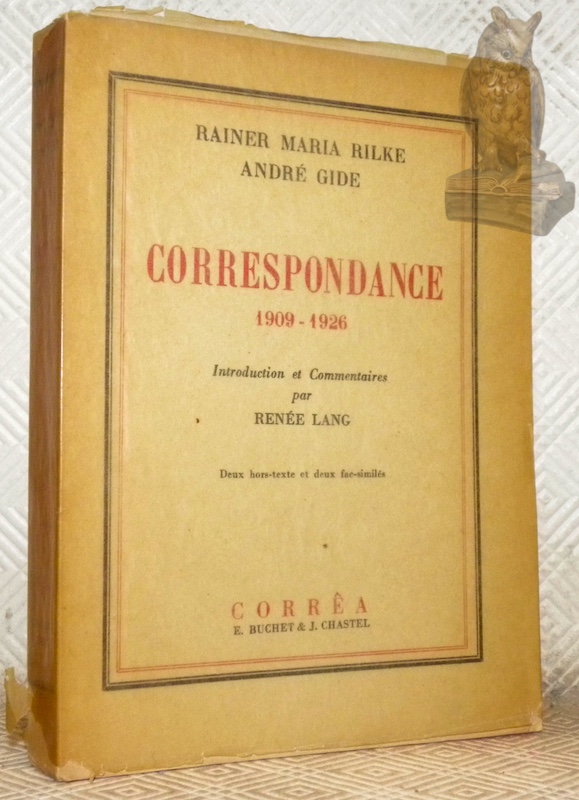 RAINER MARIA RILKE
ANDRÉ GIDE
CORRESPONDANCE
1909-1926
Introduction et Commentaires
par
RENÉE LANG
Deux hors-texte et deux fac-similés
CORRÊA
E. BUCHET & J. CHASTEL